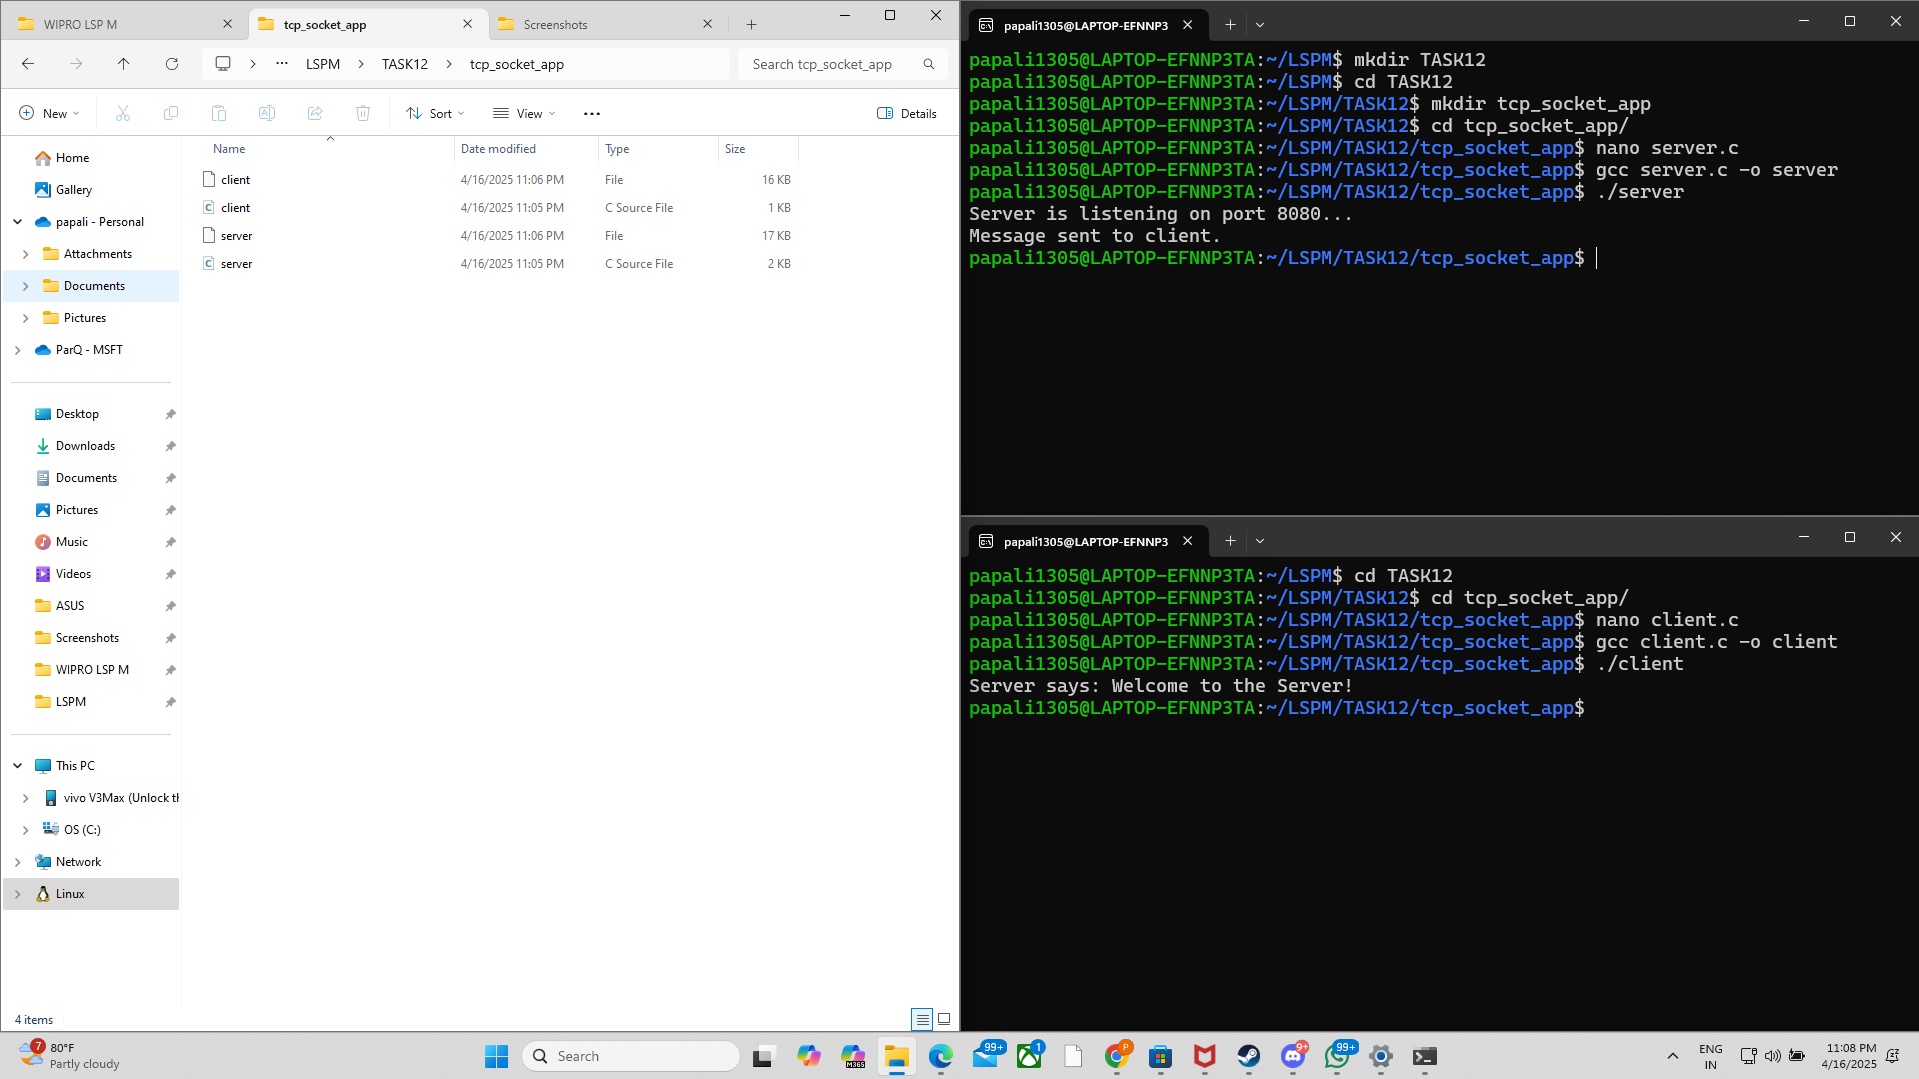 WIPRO LSP M
tcp_socket_app
Screenshots
LSPM
TASK12
tcp_socket_app
Search tcp_socket_app
New
Sort
View
Details
Name
Date modified
Type
Size
client 4/16/2025 11:06 PM File 16 KB
client 4/16/2025 11:05 PM C Source File 1 KB
server 4/16/2025 11:06 PM File 17 KB
server 4/16/2025 11:05 PM C Source File 2 KB
Home
Gallery
papali - Personal
Attachments
Documents
Pictures
ParQ - MSFT
Desktop
Downloads
Documents
Pictures
Music
Videos
ASUS
Screenshots
WIPRO LSP M
LSPM
This PC
vivo V3Max (Unlock th
OS (C:)
Network
Linux
4 items
papali1305@LAPTOP-EFNNP3
papali1305@LAPTOP-EFNNP3TA:~/LSPM$ mkdir TASK12
papali1305@LAPTOP-EFNNP3TA:~/LSPM$ cd TASK12
papali1305@LAPTOP-EFNNP3TA:~/LSPM/TASK12$ mkdir tcp_socket_app
papali1305@LAPTOP-EFNNP3TA:~/LSPM/TASK12$ cd tcp_socket_app/
papali1305@LAPTOP-EFNNP3TA:~/LSPM/TASK12/tcp_socket_app$ nano server.c
papali1305@LAPTOP-EFNNP3TA:~/LSPM/TASK12/tcp_socket_app$ gcc server.c -o server
papali1305@LAPTOP-EFNNP3TA:~/LSPM/TASK12/tcp_socket_app$ ./server
Server is listening on port 8080...
Message sent to client.
papali1305@LAPTOP-EFNNP3TA:~/LSPM/TASK12/tcp_socket_app$
papali1305@LAPTOP-EFNNP3
papali1305@LAPTOP-EFNNP3TA:~/LSPM$ cd TASK12
papali1305@LAPTOP-EFNNP3TA:~/LSPM/TASK12$ cd tcp_socket_app/
papali1305@LAPTOP-EFNNP3TA:~/LSPM/TASK12/tcp_socket_app$ nano client.c
papali1305@LAPTOP-EFNNP3TA:~/LSPM/TASK12/tcp_socket_app$ gcc client.c -o client
papali1305@LAPTOP-EFNNP3TA:~/LSPM/TASK12/tcp_socket_app$ ./client
Server says: Welcome to the Server!
papali1305@LAPTOP-EFNNP3TA:~/LSPM/TASK12/tcp_socket_app$
7
80°F
Partly cloudy
Search
M365
99+
1
P
9+
99+
ENG
IN
11:08 PM
4/16/2025